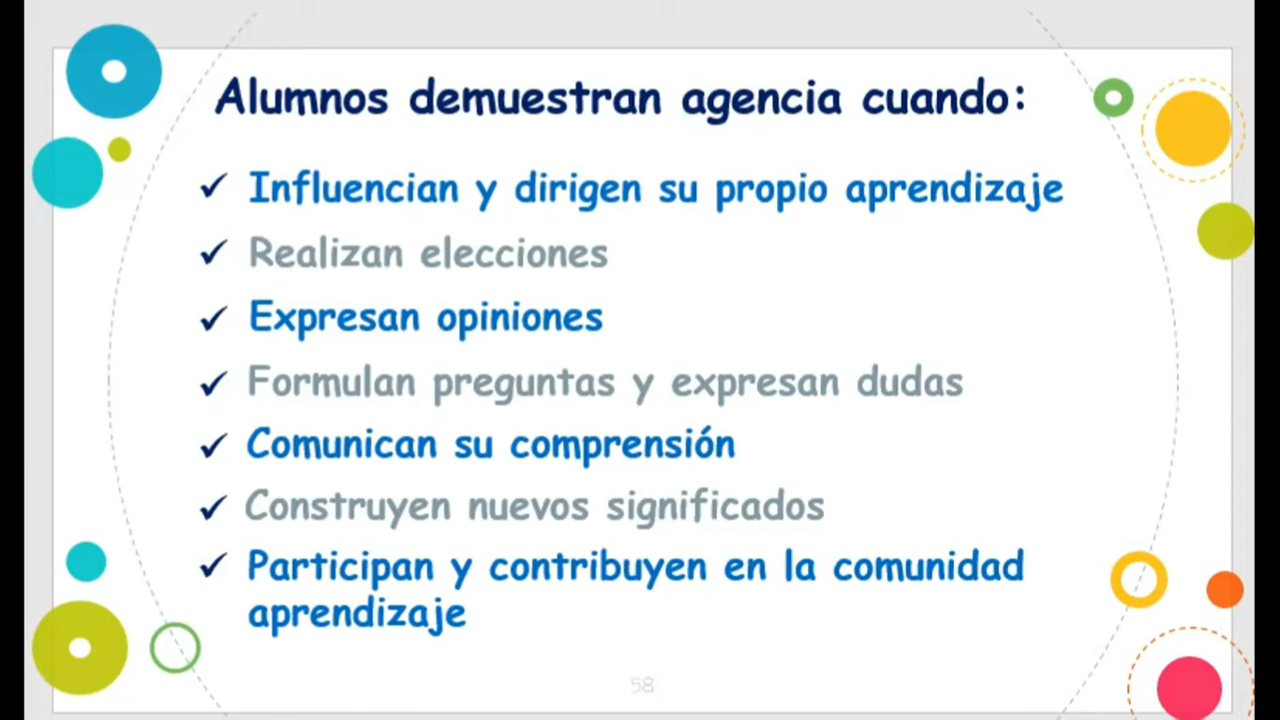 Alumnos demuestran agencia cuando:
✓ Influencian y dirigen su propio aprendizaje
✓ Realizan elecciones
✓ Expresan opiniones
✓ Formulan preguntas y expresan dudas
✓ Comunican su comprensión
✓ Construyen nuevos significados
✓ Participan y contribuyen en la comunidad
aprendizaje
58